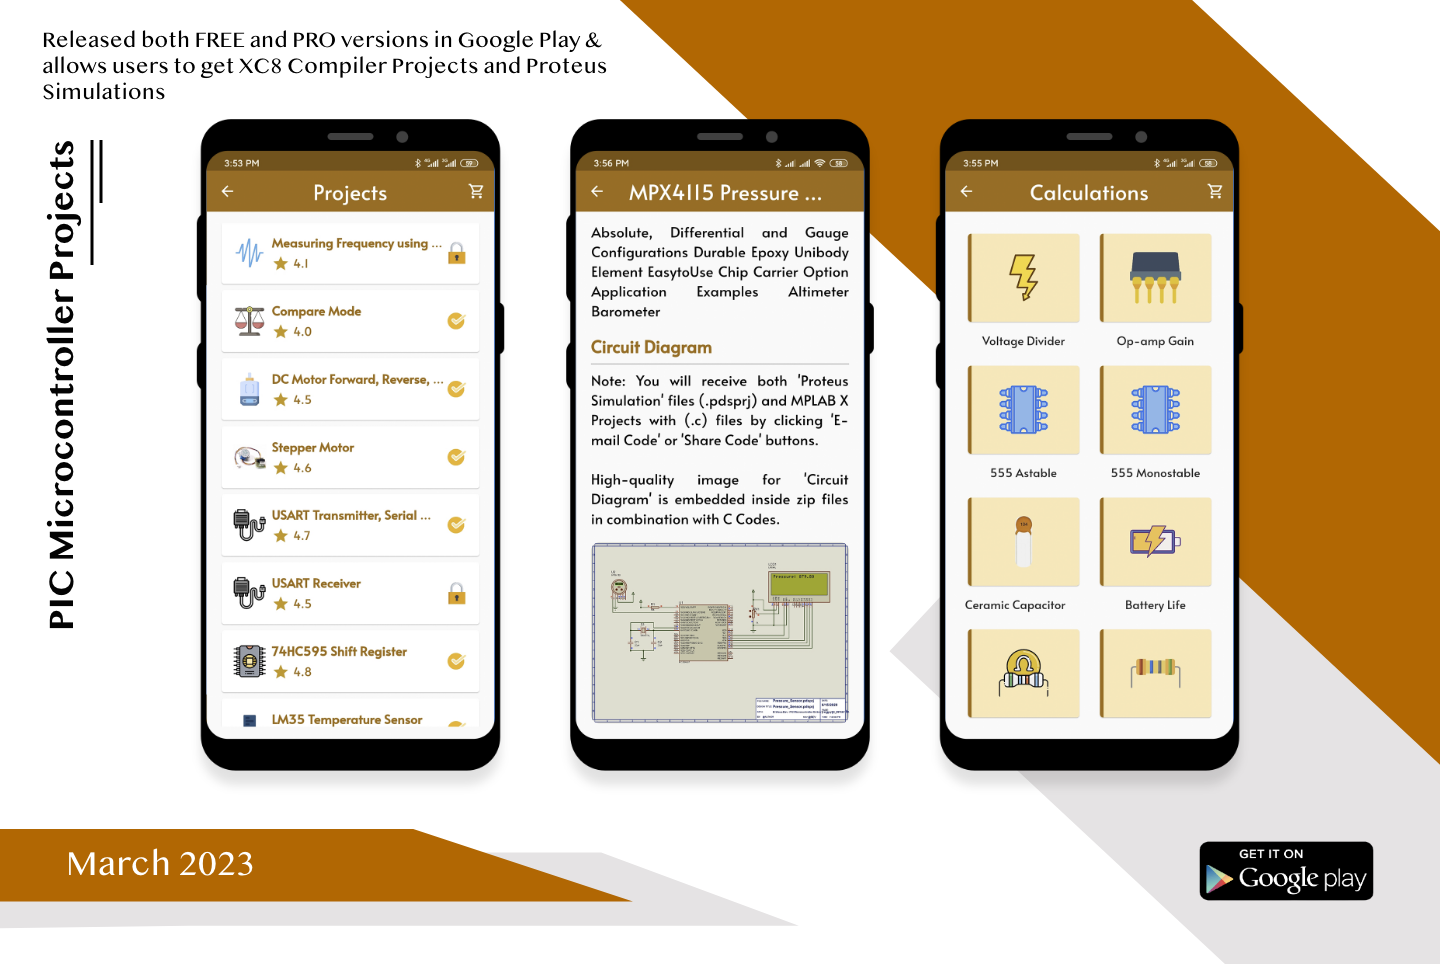 Released both FREE and PRO versions in Google Play &
allows users to get XC8 Compiler Projects and Proteus
Simulations
PIC Microcontroller Projects
3:53 PM
4G
3G
59
Projects
Measuring Frequency using ...
4.1
Compare Mode
4.0
DC Motor Forward, Reverse, ...
4.5
Stepper Motor
4.6
USART Transmitter, Serial ...
4.7
USART Receiver
4.5
74HC595 Shift Register
4.8
LM35 Temperature Sensor
3:56 PM
58
MPX4115 Pressure ...
Absolute, Differential and Gauge
Configurations Durable Epoxy Unibody
Element EasytoUse Chip Carrier Option
Application Examples Altimeter
Barometer
Circuit Diagram
Note: You will receive both 'Proteus
Simulation' files (.pdsprj) and MPLAB X
Projects with (.c) files by clicking 'E-
mail Code' or 'Share Code' buttons.
High-quality image for 'Circuit
Diagram' is embedded inside zip files
in combination with C Codes.
3:55 PM
4G
3G
58
Calculations
Voltage Divider
Op-amp Gain
555 Astable
555 Monostable
Ceramic Capacitor
Battery Life
Ω
March 2023
GET IT ON
Google play